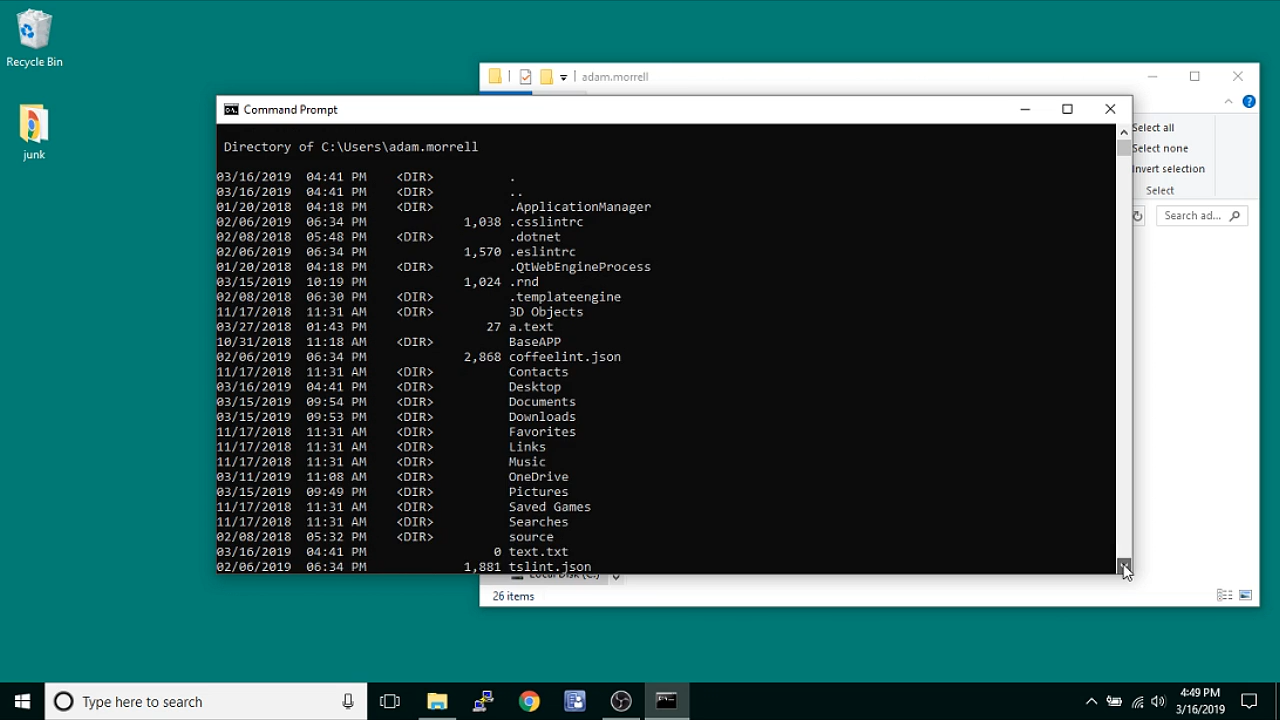 Recycle Bin
junk
adam.morrell
Command Prompt
Select all
Select none
Invert selection
Select
Search ad...
Directory of C:\Users\adam.morrell
03/16/2019 04:41 PM <DIR> .
03/16/2019 04:41 PM <DIR> ..
01/20/2018 04:18 PM <DIR> .ApplicationManager
02/06/2019 06:34 PM 1,038 .csslintrc
02/08/2018 05:48 PM <DIR> .dotnet
02/06/2019 06:34 PM 1,570 .eslintrc
01/20/2018 04:18 PM <DIR> .QtWebEngineProcess
03/15/2019 10:19 PM 1,024 .rnd
02/08/2018 06:30 PM <DIR> .templateengine
11/17/2018 11:31 AM <DIR> 3D Objects
03/27/2018 01:43 PM 27 a.text
10/31/2018 11:18 AM <DIR> BaseAPP
02/06/2019 06:34 PM 2,868 coffeelint.json
11/17/2018 11:31 AM <DIR> Contacts
03/16/2019 04:41 PM <DIR> Desktop
03/15/2019 09:54 PM <DIR> Documents
03/15/2019 09:53 PM <DIR> Downloads
11/17/2018 11:31 AM <DIR> Favorites
11/17/2018 11:31 AM <DIR> Links
11/17/2018 11:31 AM <DIR> Music
03/11/2019 11:08 AM <DIR> OneDrive
03/15/2019 09:49 PM <DIR> Pictures
11/17/2018 11:31 AM <DIR> Saved Games
11/17/2018 11:31 AM <DIR> Searches
02/08/2018 05:32 PM <DIR> source
03/16/2019 04:41 PM 0 text.txt
02/06/2019 06:34 PM 1,881 tslint.json
Local Disk (C:)
26 items
Type here to search
4:49 PM
3/16/2019